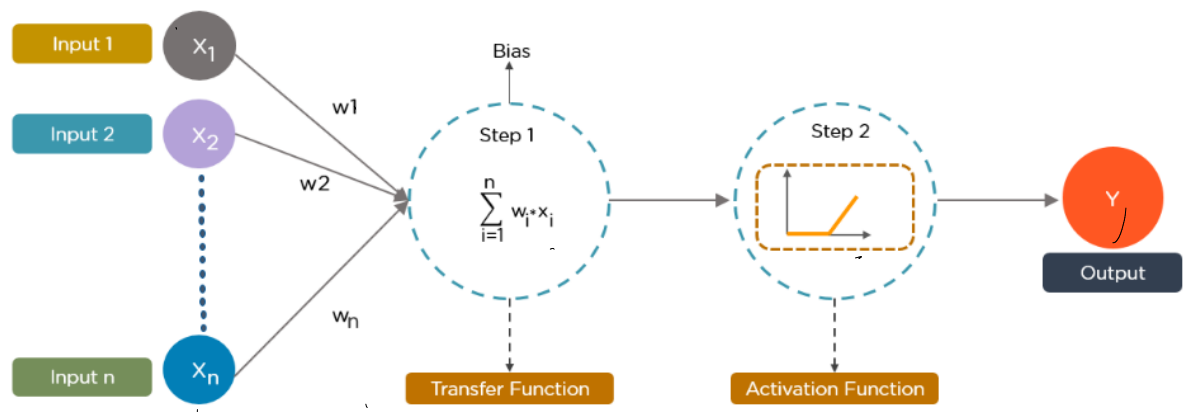 Input 1
X1
w1
Input 2
X2
w2
Input n
Xn
wn
Bias
Step 1
n
∑ wi*xi
i=1
Transfer Function
Step 2
Activation Function
Y
Output